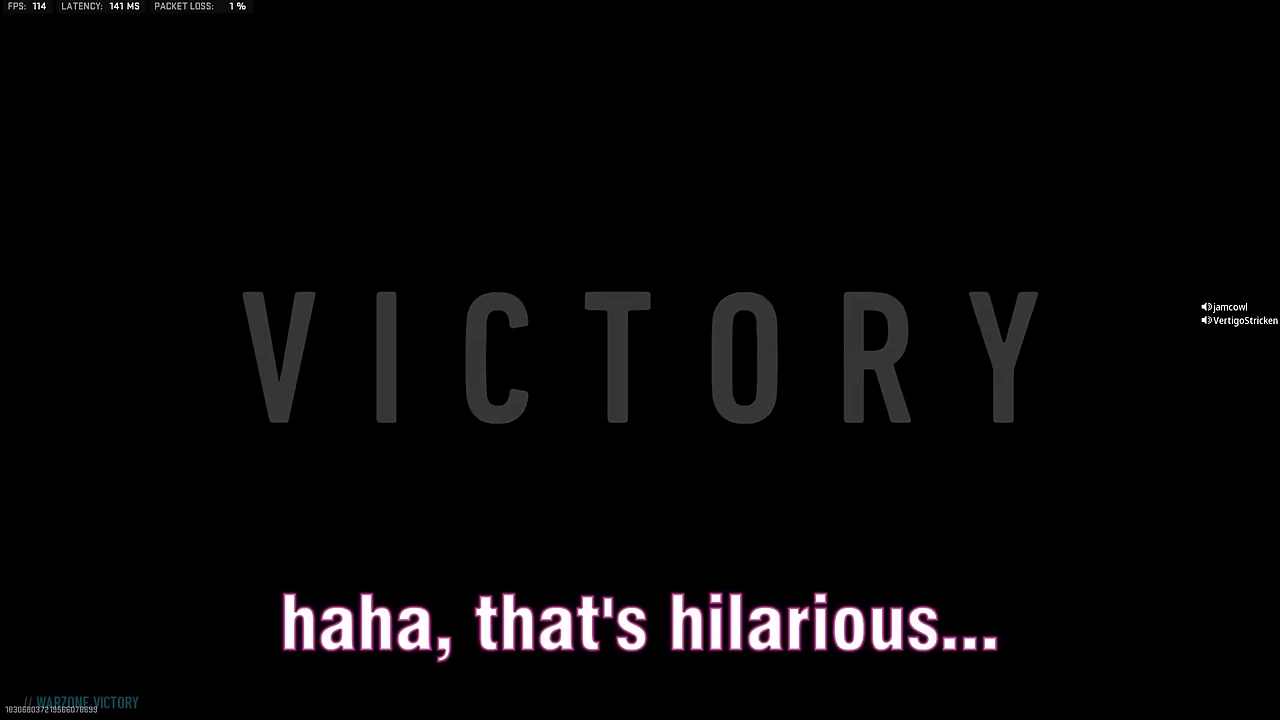 FPS: 114 LATENCY: 141 MS PACKET LOSS: 1 %
VICTORY
jamcowl
VertigoStricken
haha, that's hilarious...
// WARZONE VICTORY